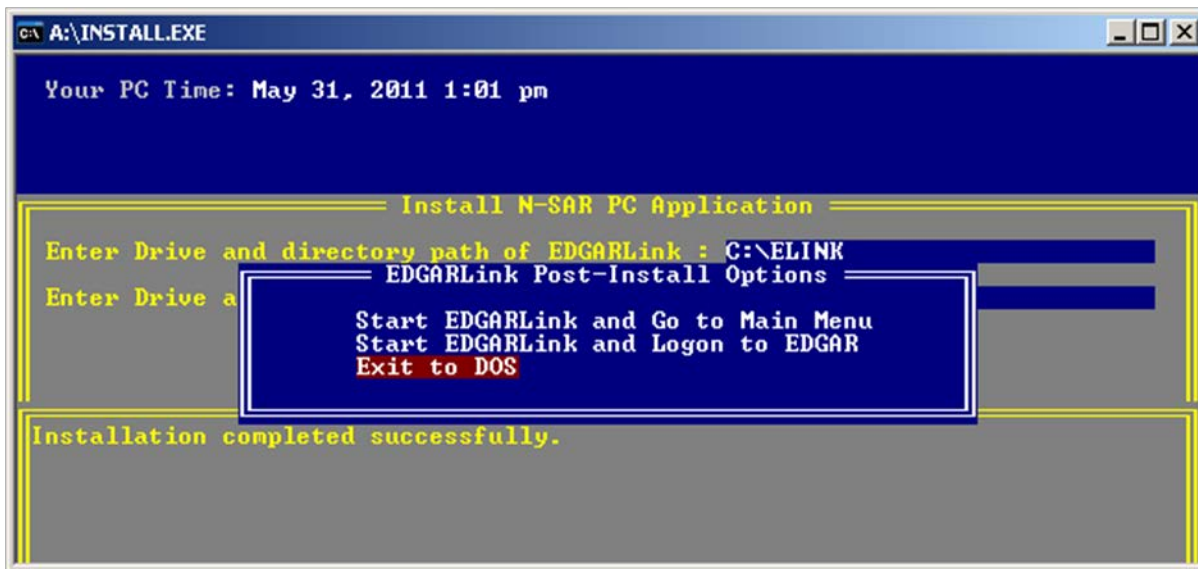 A:\INSTALL.EXE
Your PC Time: May 31, 2011 1:01 pm
Install N-SAR PC Application
Enter Drive and directory path of EDGARLink : C:\ELINK
EDGARLink Post-Install Options
Enter Drive a
Start EDGARLink and Go to Main Menu
Start EDGARLink and Logon to EDGAR
Exit to DOS
Installation completed successfully.